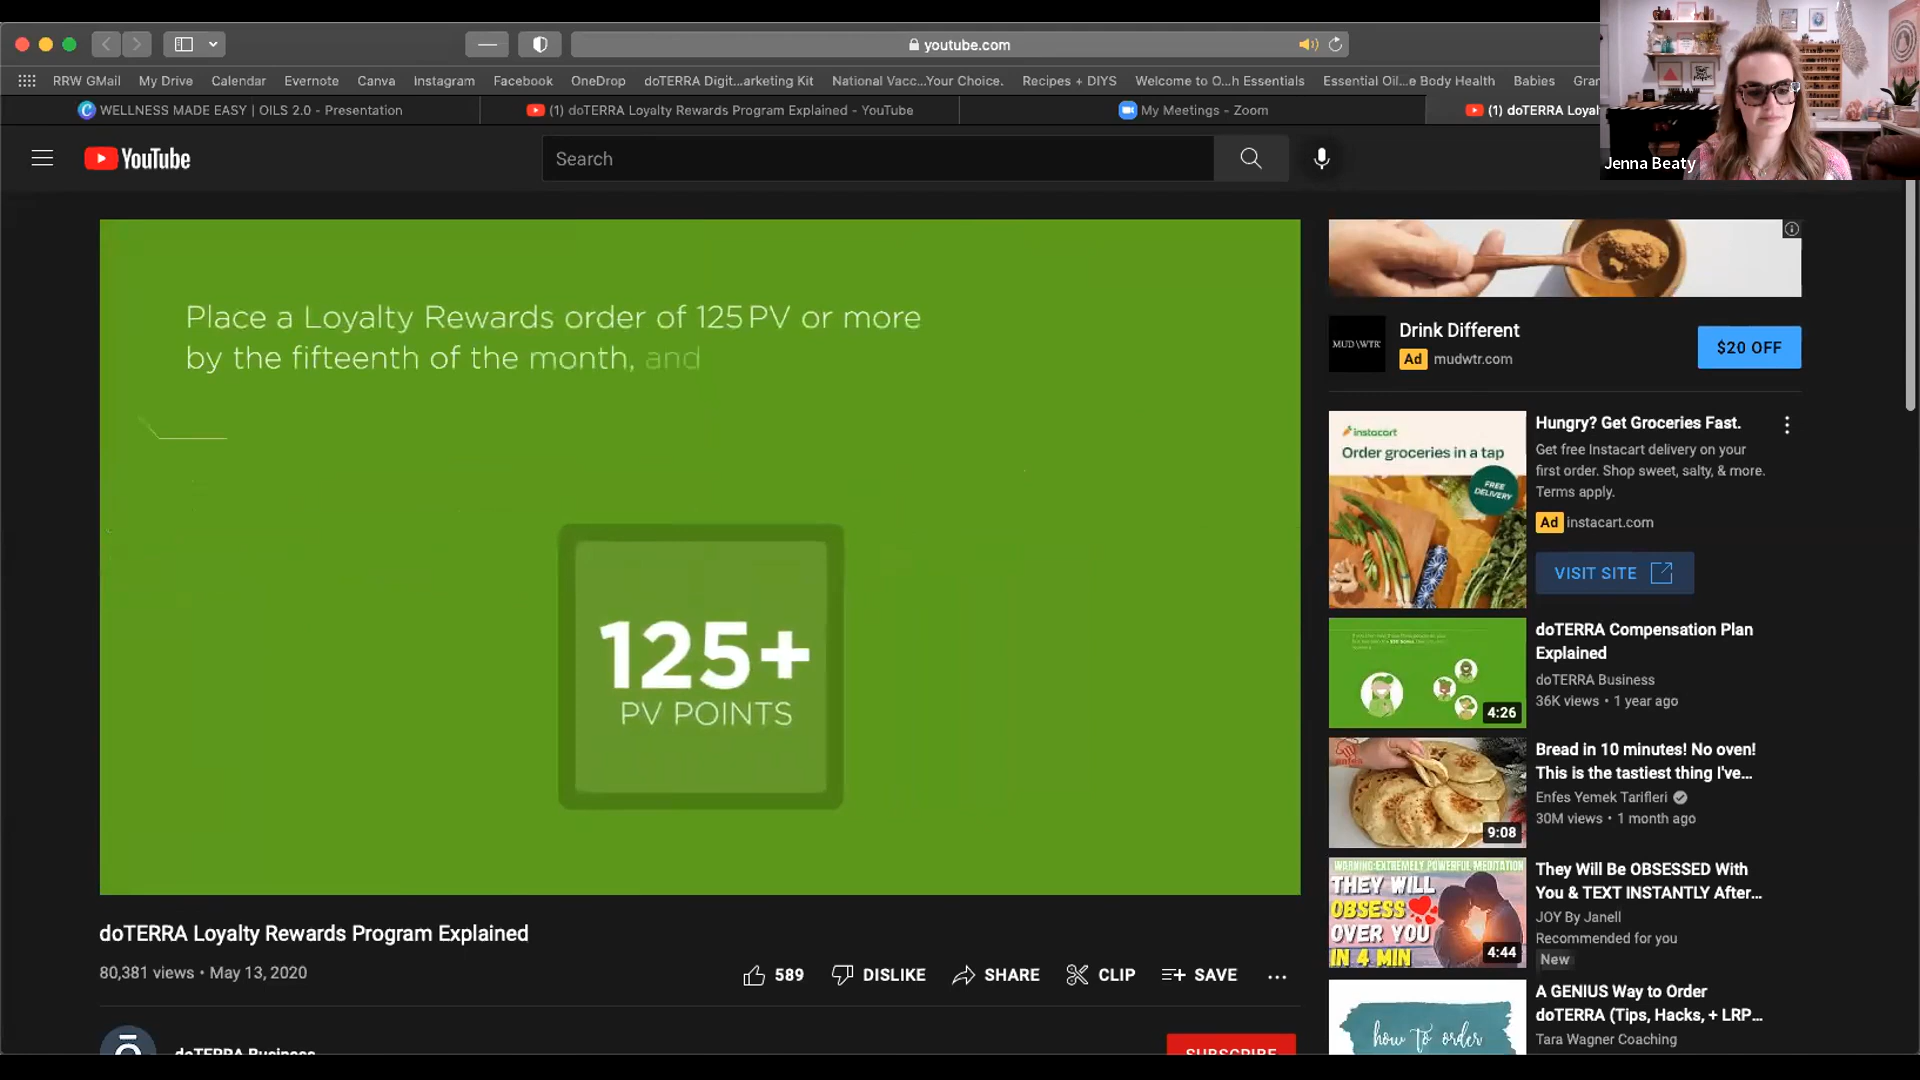 youtube.com
RRW GMail My Drive Calendar Evernote Canva Instagram Facebook OneDrop doTERRA Digit...arketing Kit National Vacc...Your Choice. Recipes + DIYS Welcome to O...h Essentials Essential Oil...e Body Health Babies Gran
WELLNESS MADE EASY | OILS 2.0 - Presentation (1) doTERRA Loyalty Rewards Program Explained - YouTube My Meetings - Zoom (1) doTERRA Loyal
Jenna Beaty
YouTube
Search
Place a Loyalty Rewards order of 125 PV or more
by the fifteenth of the month, and
125+
PV POINTS
doTERRA Loyalty Rewards Program Explained
80,381 views • May 13, 2020
589 DISLIKE SHARE CLIP SAVE
doTERRA Business
SUBSCRIBE
MUD\WTR
Drink Different
Ad mudwtr.com
$20 OFF
instacart
Order groceries in a tap
FREE
DELIVERY
Hungry? Get Groceries Fast.
Get free Instacart delivery on your
first order. Shop sweet, salty, & more.
Terms apply.
Ad instacart.com
VISIT SITE
4:26
doTERRA Compensation Plan
Explained
doTERRA Business
36K views • 1 year ago
enfes
9:08
Bread in 10 minutes! No oven!
This is the tastiest thing I've...
Enfes Yemek Tarifleri
30M views • 1 month ago
WARNING:EXTREMELY POWERFUL MEDITATION
THEY WILL
OBSESS
OVER YOU
IN 4 MIN
4:44
They Will Be OBSESSED With
You & TEXT INSTANTLY After...
JOY By Janell
Recommended for you
New
how to order
A GENIUS Way to Order
doTERRA (Tips, Hacks, + LRP...
Tara Wagner Coaching